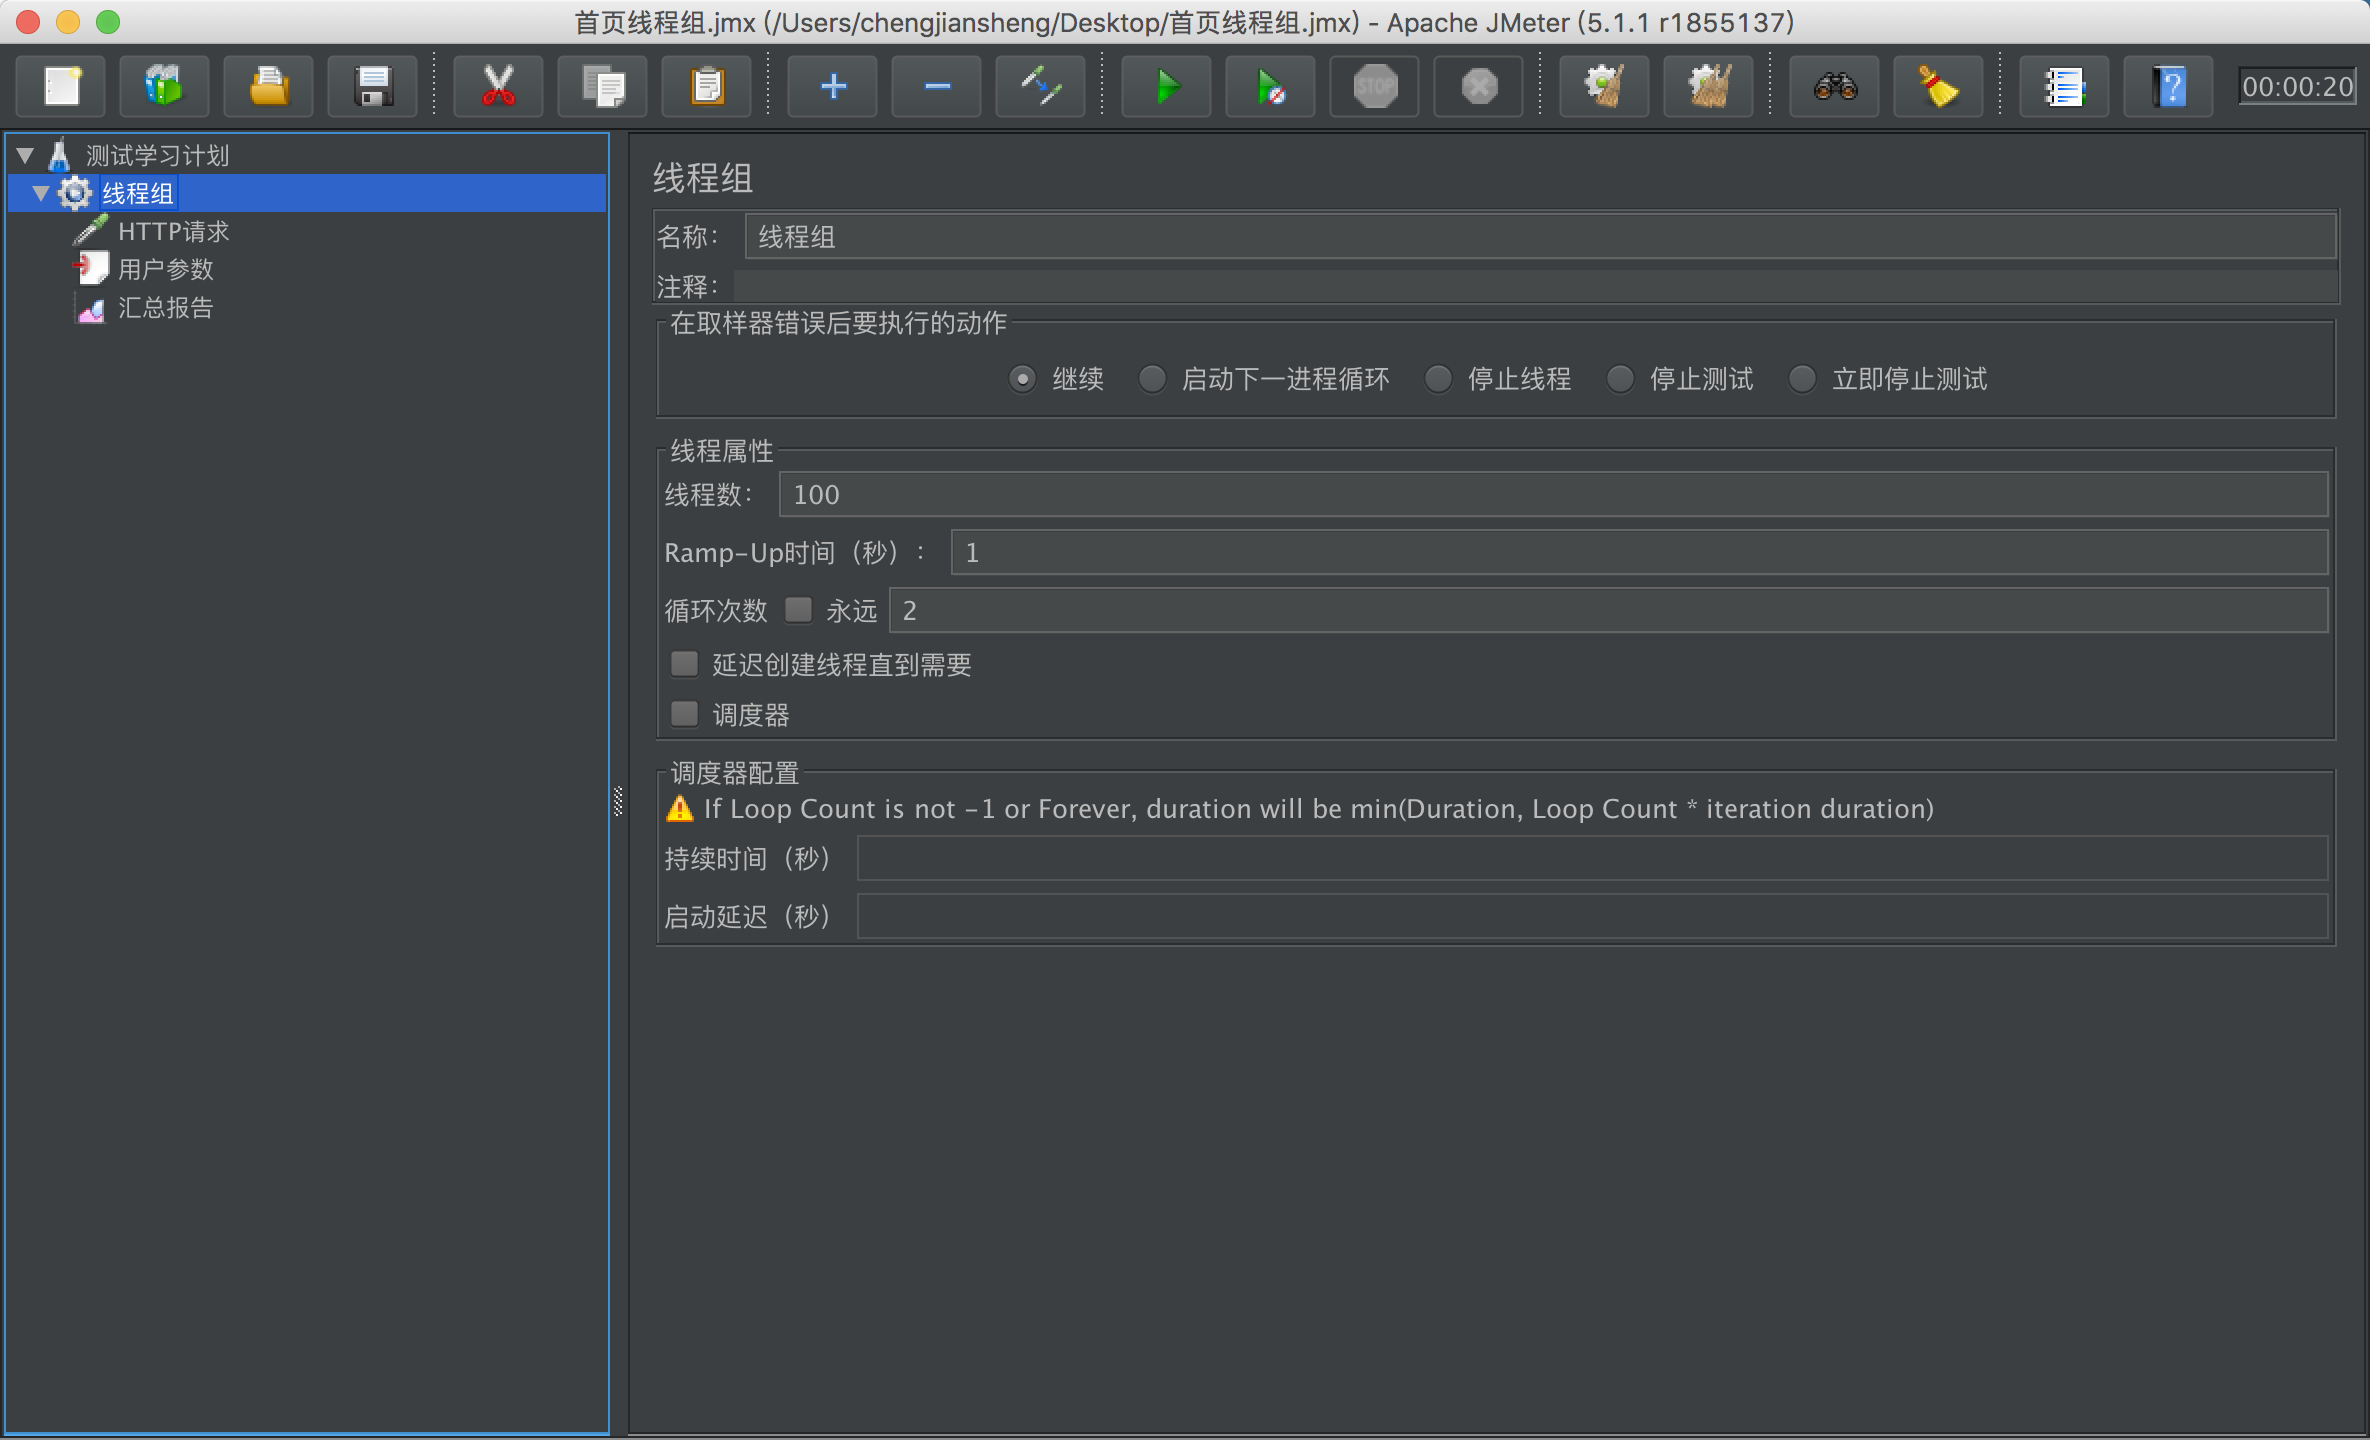 首页线程组.jmx (/Users/chengjiansheng/Desktop/首页线程组.jmx) - Apache JMeter (5.1.1 r1855137)
STOP
00:00:20
测试学习计划
线程组
HTTP请求
用户参数
汇总报告
线程组
名称： 线程组
注释：
在取样器错误后要执行的动作
继续 启动下一进程循环 停止线程 停止测试 立即停止测试
线程属性
线程数： 100
Ramp-Up时间（秒）： 1
循环次数 永远 2
延迟创建线程直到需要
调度器
调度器配置
If Loop Count is not -1 or Forever, duration will be min(Duration, Loop Count * iteration duration)
持续时间（秒）
启动延迟（秒）